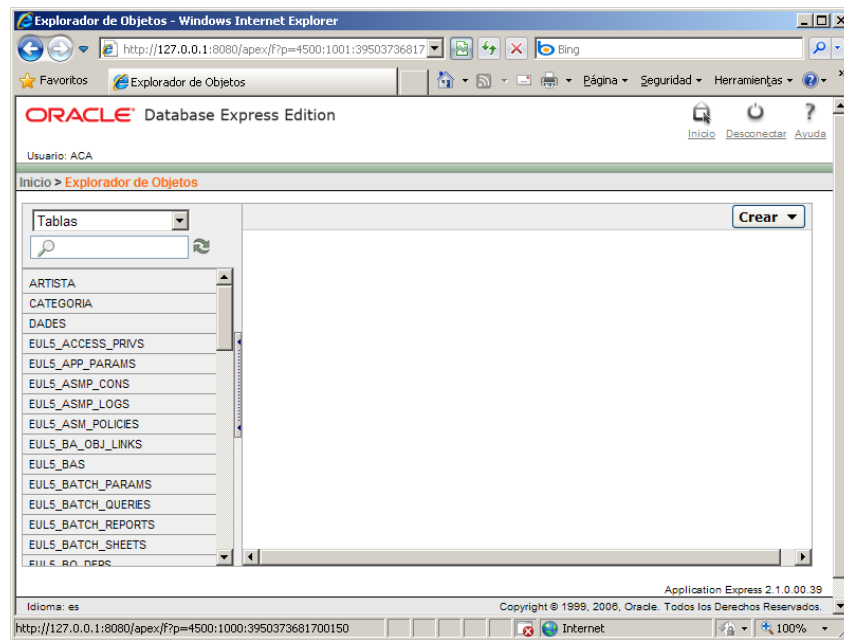 Explorador de Objetos - Windows Internet Explorer
http://127.0.0.1:8080/apex/f?p=4500:1001:39503736817
Bing
Favoritos
Explorador de Objetos
Página
Seguridad
Herramientas
»
ORACLE® Database Express Edition
Inicio
Desconectar
Ayuda
Usuario: ACA
Inicio > Explorador de Objetos
Tablas
Crear
ARTISTA
CATEGORIA
DADES
EUL5_ACCESS_PRIVS
EUL5_APP_PARAMS
EUL5_ASMP_CONS
EUL5_ASMP_LOGS
EUL5_ASM_POLICIES
EUL5_BA_OBJ_LINKS
EUL5_BAS
EUL5_BATCH_PARAMS
EUL5_BATCH_QUERIES
EUL5_BATCH_REPORTS
EUL5_BATCH_SHEETS
EUL5_BO_DEPS
Application Express 2.1.0.00.39
Idioma: es
Copyright © 1999, 2006, Oracle. Todos los Derechos Reservados.
http://127.0.0.1:8080/apex/f?p=4500:1000:3950373681700150
Internet
100%